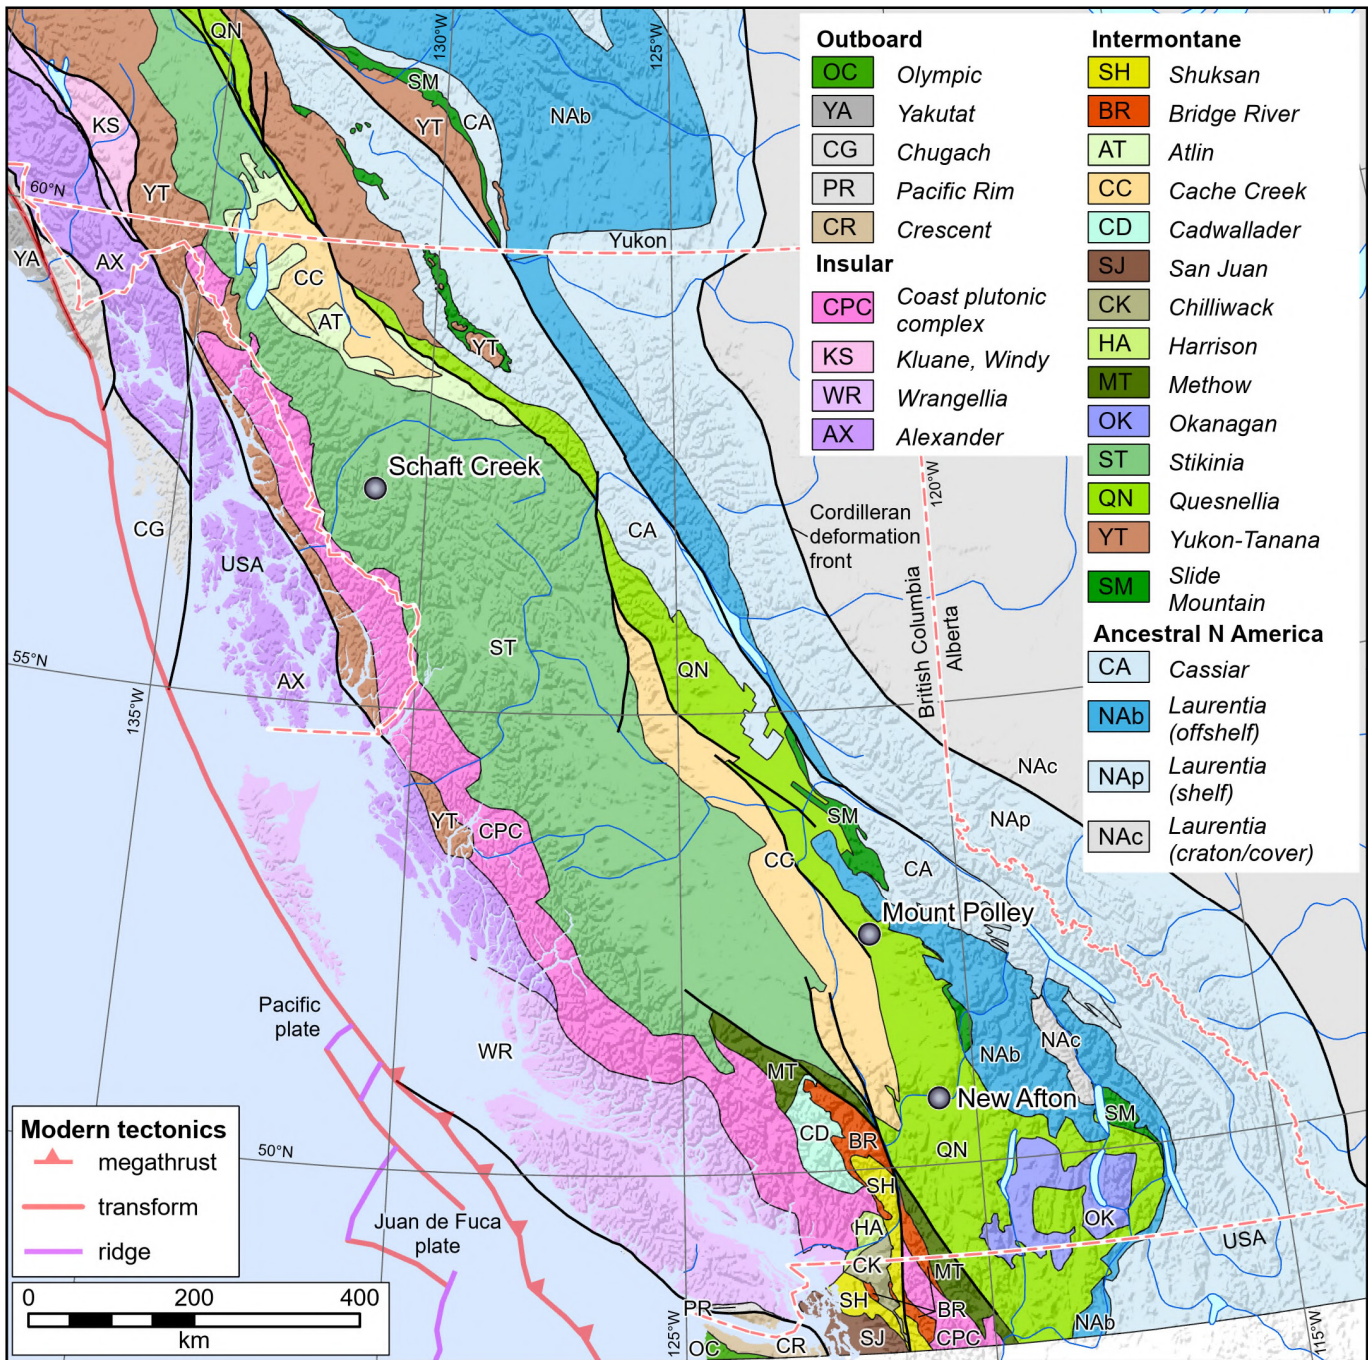 QN
130°W
125°W
SM
NAb
KS
YT
CA
YT
60°N
YA
AX
Yukon
CC
AT
YT
Schaft Creek
CG
USA
CA
Cordilleran
deformation
front
120°W
55°N
135°W
AX
ST
QN
British Columbia
Alberta
NAc
NAp
YT
CPC
SM
CC
CA
Mount Polley
Pacific
plate
WR
MT
NAb
NAc
New Afton
SM
CD
BR
QN
50°N
SH
HA
OK
Juan de Fuca
plate
USA
CK
MT
SH
BR
PR
SJ
CPC
NAb
125°W
OC
CR
115°W
Outboard
OC Olympic
YA Yakutat
CG Chugach
PR Pacific Rim
CR Crescent
Insular
CPC Coast plutonic
complex
KS Kluane, Windy
WR Wrangellia
AX Alexander
Intermontane
SH Shuksan
BR Bridge River
AT Atlin
CC Cache Creek
CD Cadwallader
SJ San Juan
CK Chilliwack
HA Harrison
MT Methow
OK Okanagan
ST Stikinia
QN Quesnellia
YT Yukon-Tanana
SM Slide
Mountain
Ancestral N America
CA Cassiar
NAb Laurentia
(offshelf)
NAp Laurentia
(shelf)
NAc Laurentia
(craton/cover)
Modern tectonics
megathrust
transform
ridge
0 200 400
km